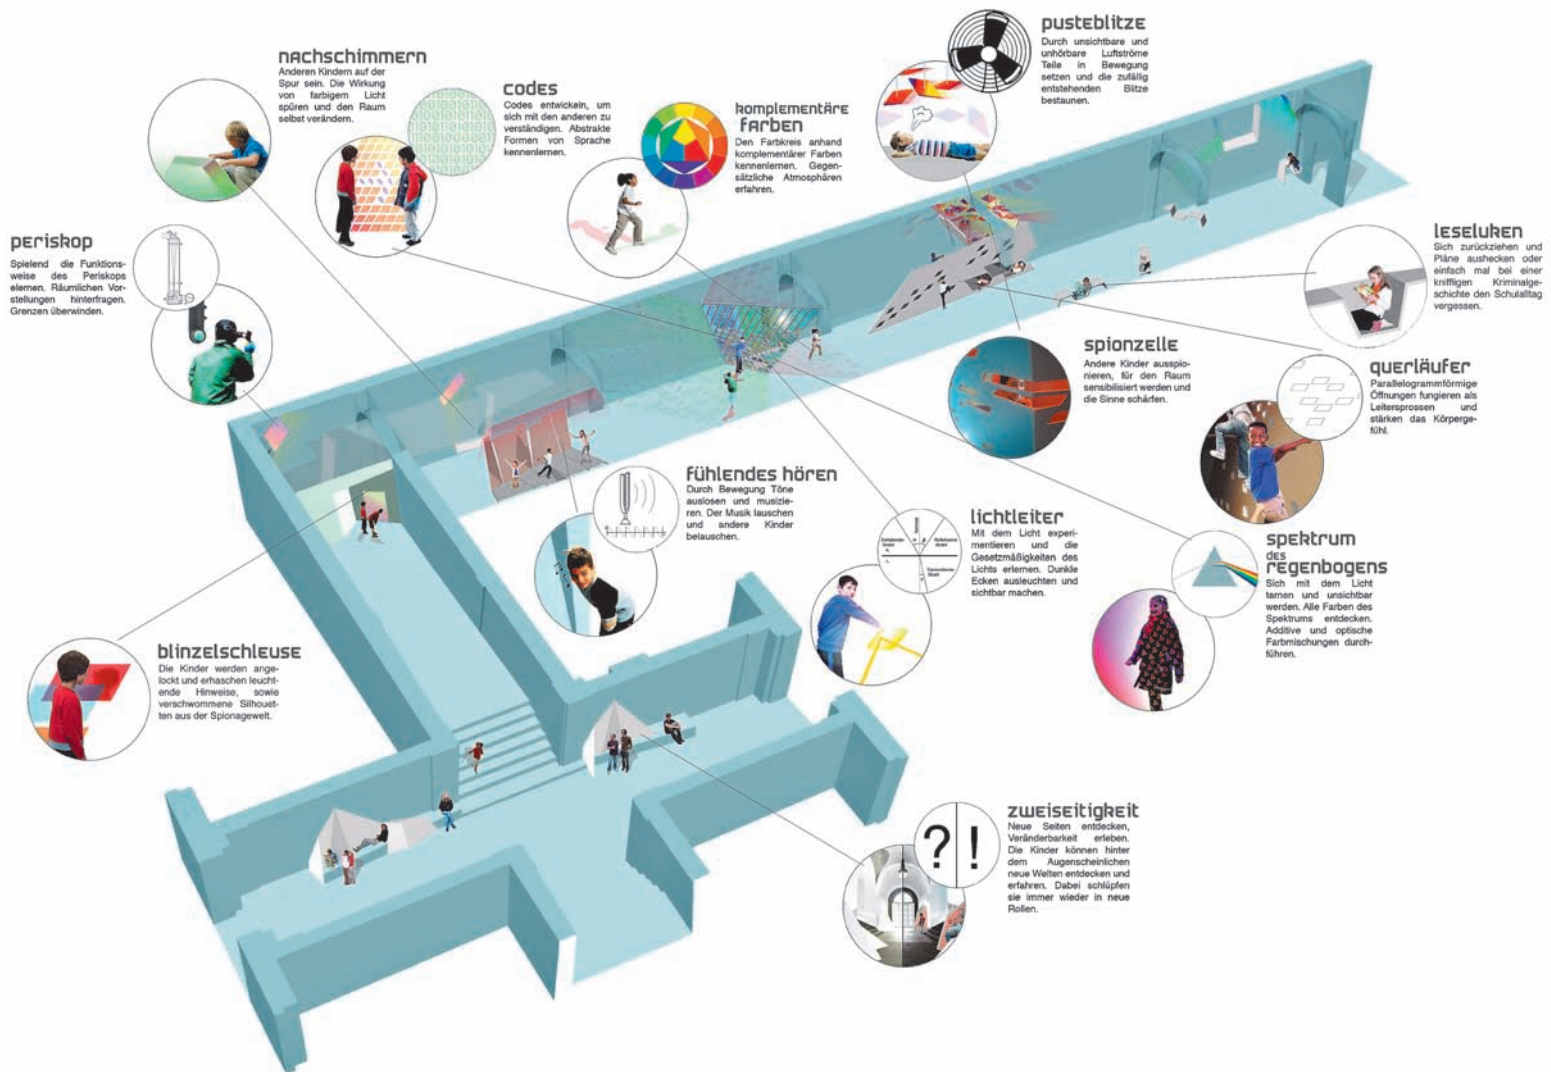 nachschimmern
Anderen Kindern auf der
Spur sein. Die Wirkung
von farbigem Licht
spüren und den Raum
selbst verändern.
codes
Codes entwickeln, um
sich mit den anderen zu
verständigen. Abstrakte
Formen von Sprache
kennenlernen.
komplementäre
farben
Den Farbkreis anhand
komplementärer Farben
kennenlernen. Gegen-
sätzliche Atmosphären
erfahren.
pusteblitze
Durch unsichtbare und
unhörbare Luftströme
Teile in Bewegung
setzen und die zufällig
entstehenden Blitze
bestaunen.
periskop
Spielend die Funktions-
weise des Periskops
elernen. Räumlichen Vor-
stellungen hinterfragen.
Grenzen überwinden.
leseluken
Sich zurückziehen und
Pläne aushecken oder
einfach mal bei einer
kniffligen Kriminalge-
schichte den Schulalltag
vergessen.
spionzelle
Andere Kinder ausspio-
nieren, für den Raum
sensibilisiert werden und
die Sinne schärfen.
querläufer
Parallelogrammförmige
Öffnungen fungieren als
Leitersprossen und
stärken das Körperge-
fühl.
fühlendes hören
Durch Bewegung Töne
auslosen und musizie-
ren. Der Musik lauschen
und andere Kinder
belauschen.
lichtleiter
Mit dem Licht experi-
mentieren und die
Gesetzmäßigkeiten des
Lichts erlernen. Dunkle
Ecken ausleuchten und
sichtbar machen.
spektrum
des
regenbogens
Sich mit dem Licht
tarnen und unsichtbar
werden. Alle Farben des
Spektrums entdecken.
Additive und optische
Farbmischungen durch-
führen.
blinzelschleuse
Die Kinder werden ange-
lockt und erhaschen leucht-
ende Hinweise, sowie
verschwommene Silhouet-
ten aus der Spionagewelt.
zweiseitigkeit
Neue Seiten entdecken,
Veränderbarkeit erleben.
Die Kinder können hinter
dem Augenscheinlichen
neue Welten entdecken und
erfahren. Dabei schlüpfen
sie immer wieder in neue
Rollen.
? !